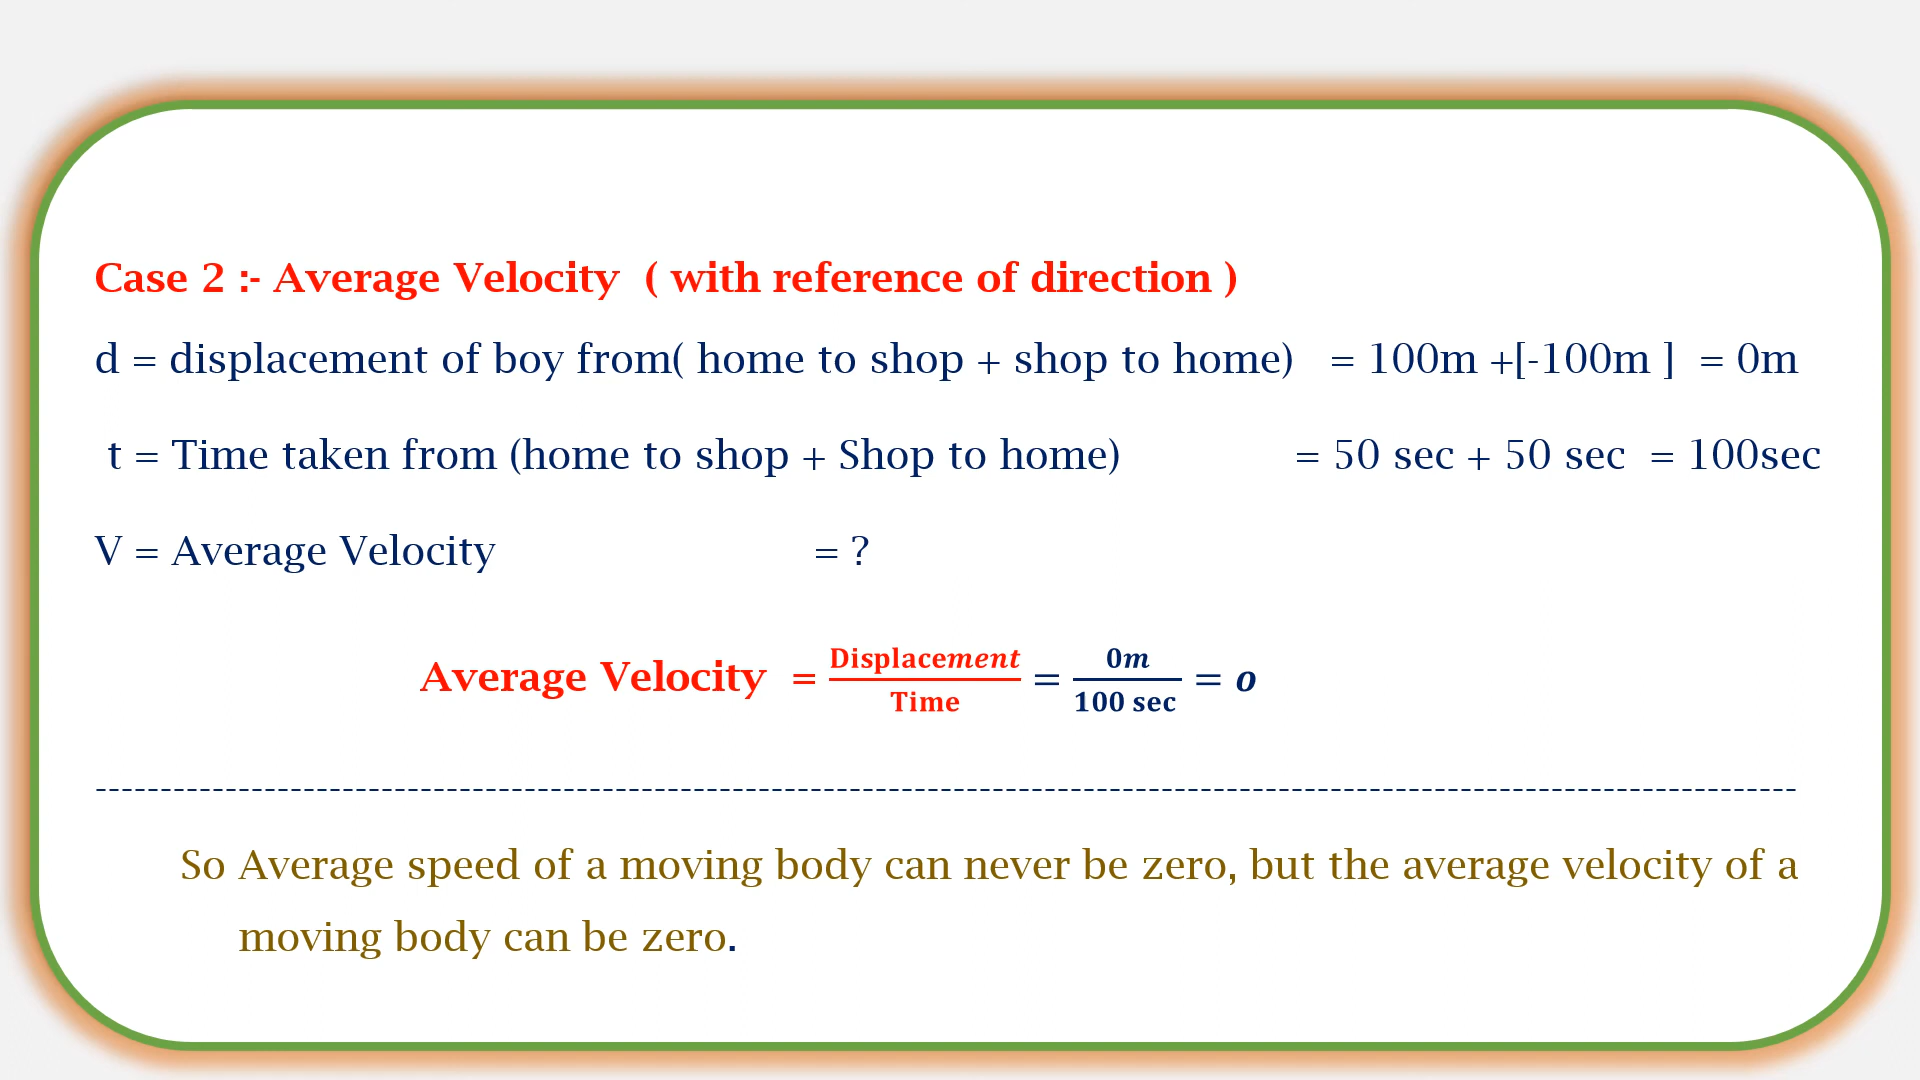 Case 2 :- Average Velocity ( with reference of direction )
d = displacement of boy from( home to shop + shop to home) = 100m +[-100m ] = 0m
t = Time taken from (home to shop + Shop to home) = 50 sec + 50 sec = 100sec
V = Average Velocity = ?
Average Velocity = Displacement/Time = 0m/100 sec = o
-----------------------------------------------------------------------------------------------------------------------------------
So Average speed of a moving body can never be zero, but the average velocity of a
moving body can be zero.